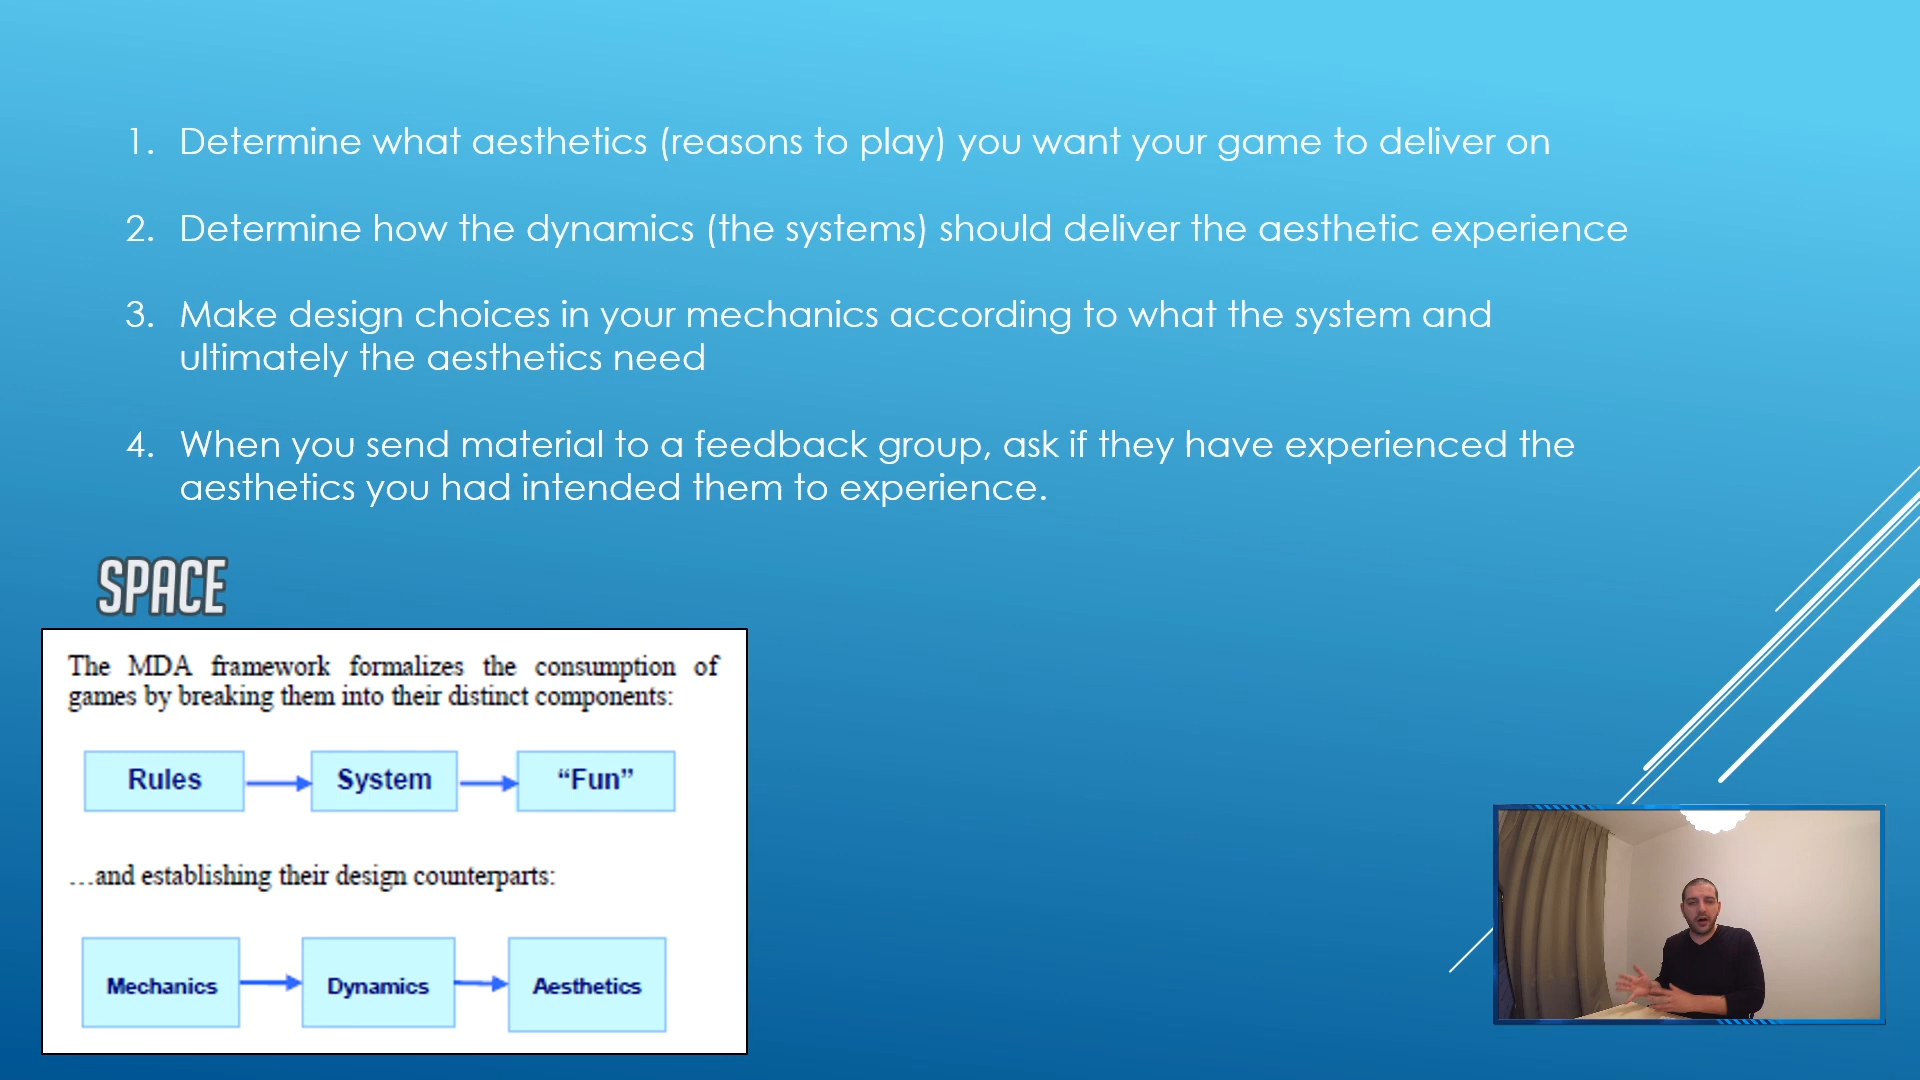 1. Determine what aesthetics (reasons to play) you want your game to deliver on
2. Determine how the dynamics (the systems) should deliver the aesthetic experience
3. Make design choices in your mechanics according to what the system and
ultimately the aesthetics need
4. When you send material to a feedback group, ask if they have experienced the
aesthetics you had intended them to experience.
SPACE
The MDA framework formalizes the consumption of
games by breaking them into their distinct components:
Rules System “Fun”
…and establishing their design counterparts:
Mechanics Dynamics Aesthetics